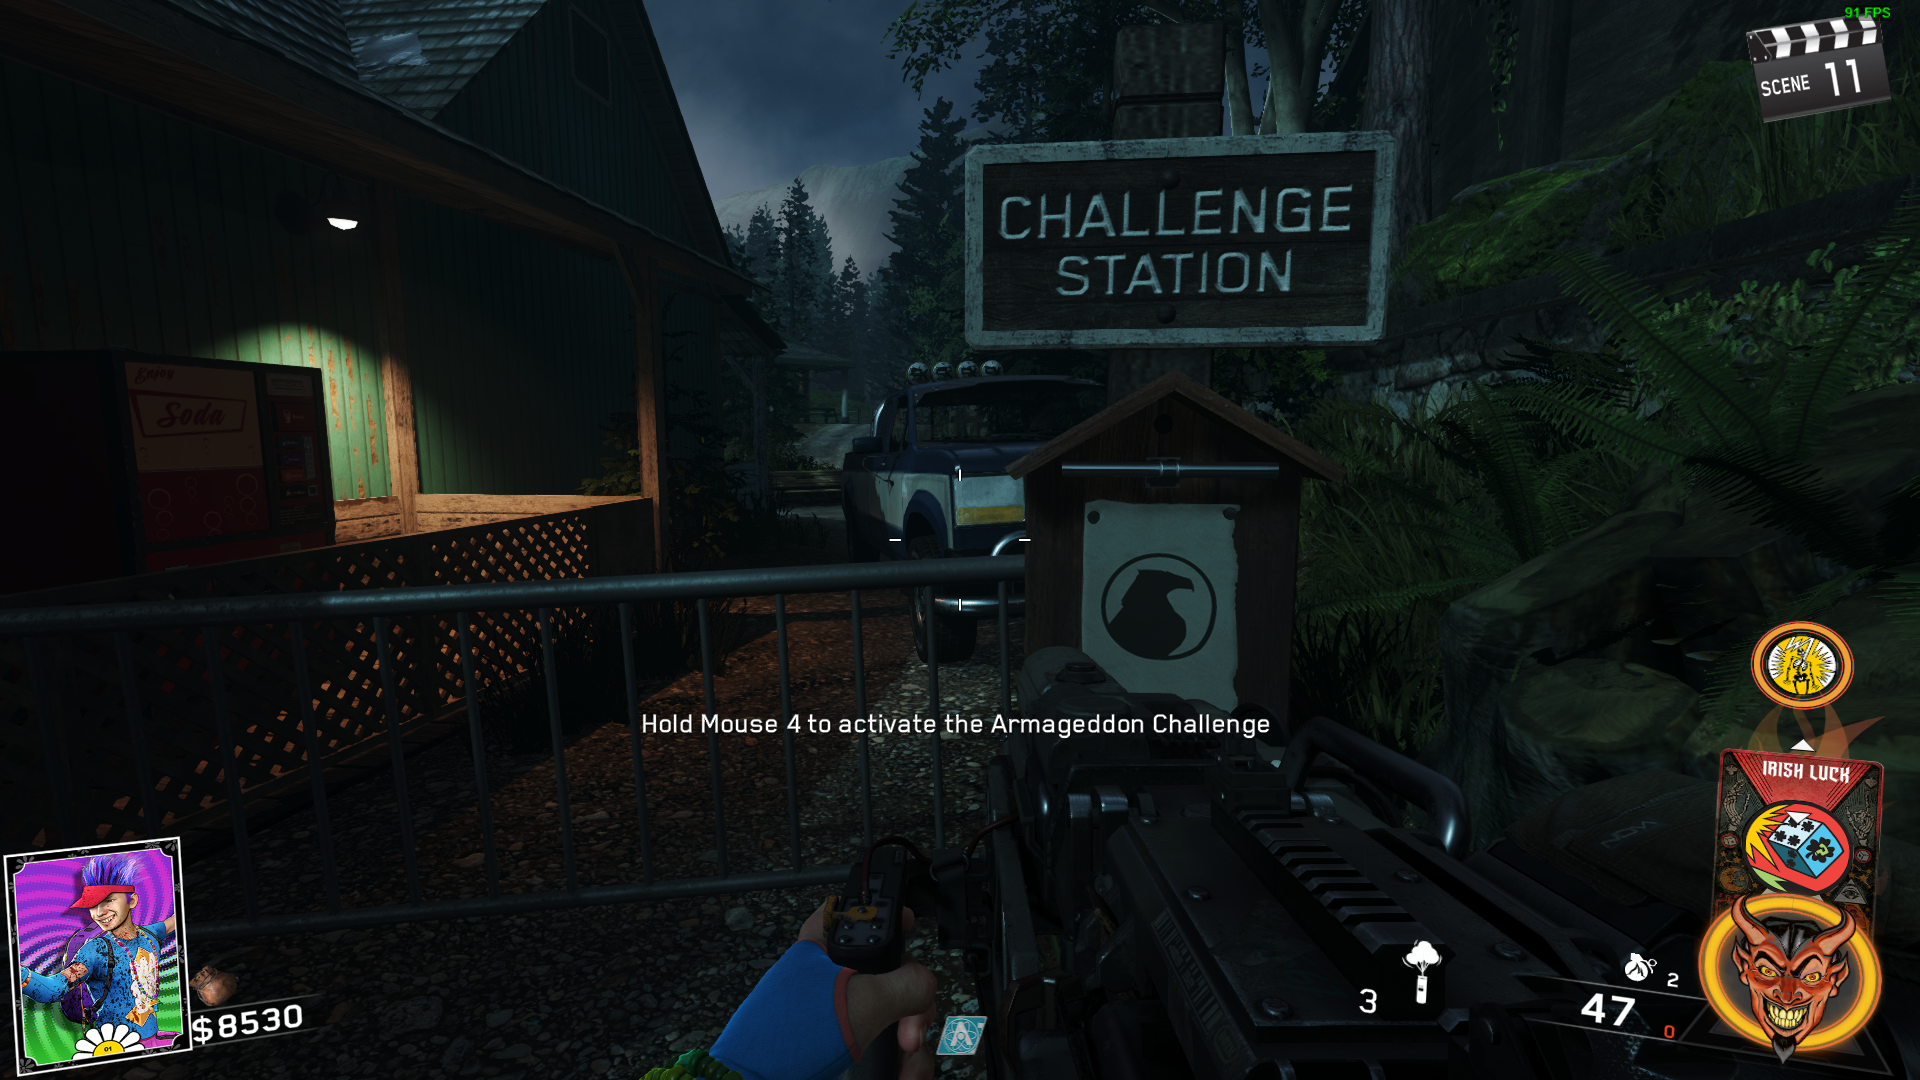 91 FPS
SCENE 11
CHALLENGE
STATION
Enjoy
Soda
Hold Mouse 4 to activate the Armageddon Challenge
IRISH LUCK
01
$8530
3
2
47
0
A